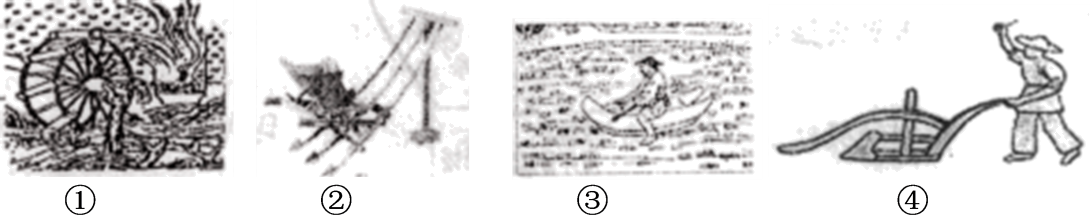 ① ② ③ ④